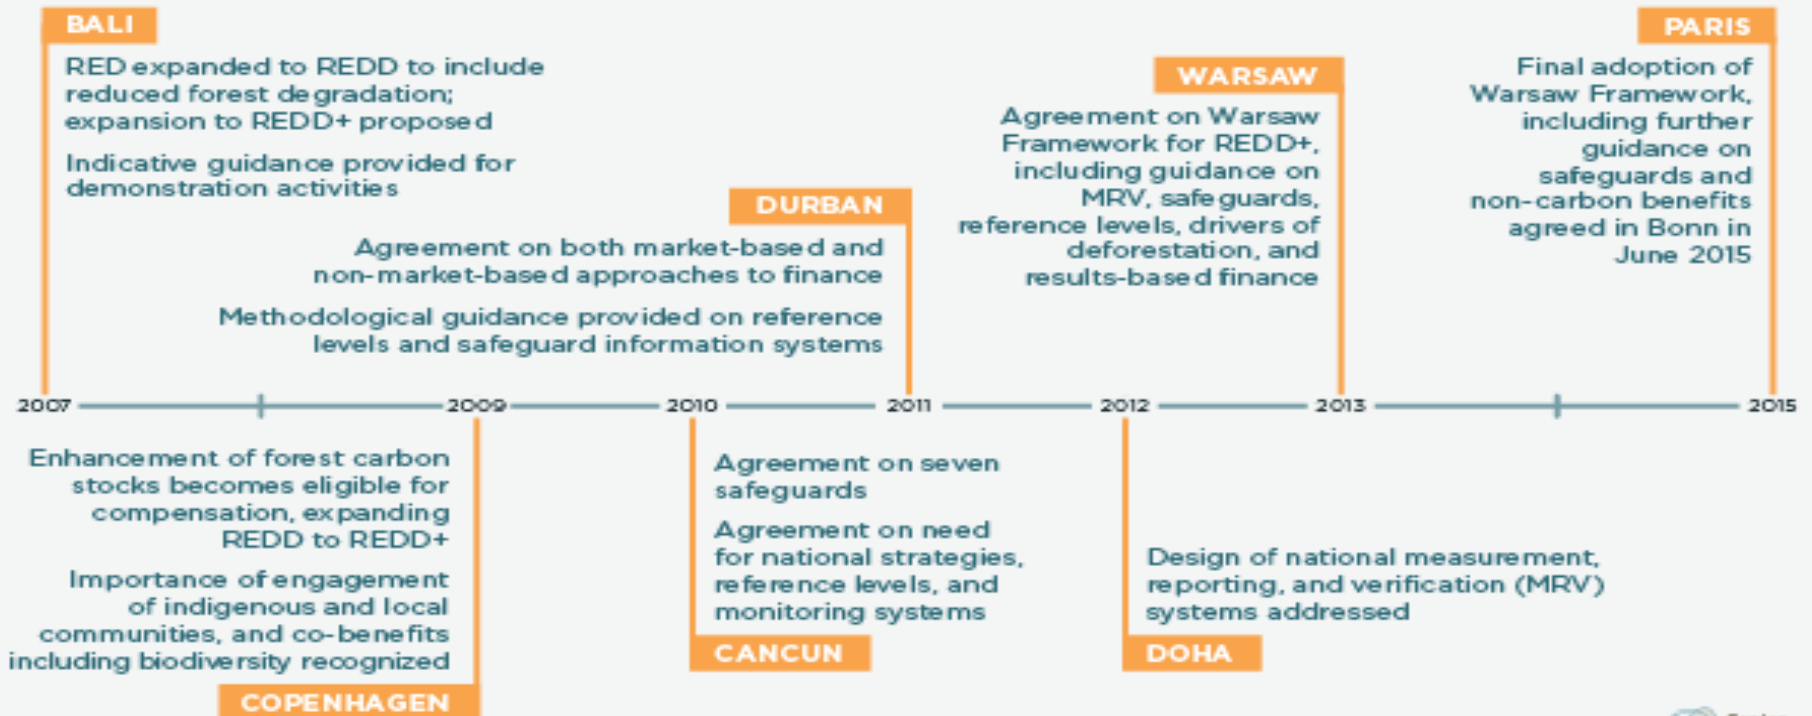 BALI
RED expanded to REDD to include
reduced forest degradation;
expansion to REDD+ proposed
Indicative guidance provided for
demonstration activities
DURBAN
Agreement on both market-based and
non-market-based approaches to finance
Methodological guidance provided on reference
levels and safeguard information systems
WARSAW
Agreement on Warsaw
Framework for REDD+,
including guidance on
MRV, safeguards,
reference levels, drivers of
deforestation, and
results-based finance
PARIS
Final adoption of
Warsaw Framework,
including further
guidance on
safeguards and
non-carbon benefits
agreed in Bonn in
June 2015
2007 2009 2010 2011 2012 2013 2015
Enhancement of forest carbon
stocks becomes eligible for
compensation, expanding
REDD to REDD+
Importance of engagement
of indigenous and local
communities, and co-benefits
including biodiversity recognized
COPENHAGEN
Agreement on seven
safeguards
Agreement on need
for national strategies,
reference levels, and
monitoring systems
CANCUN
Design of national measurement,
reporting, and verification (MRV)
systems addressed
DOHA